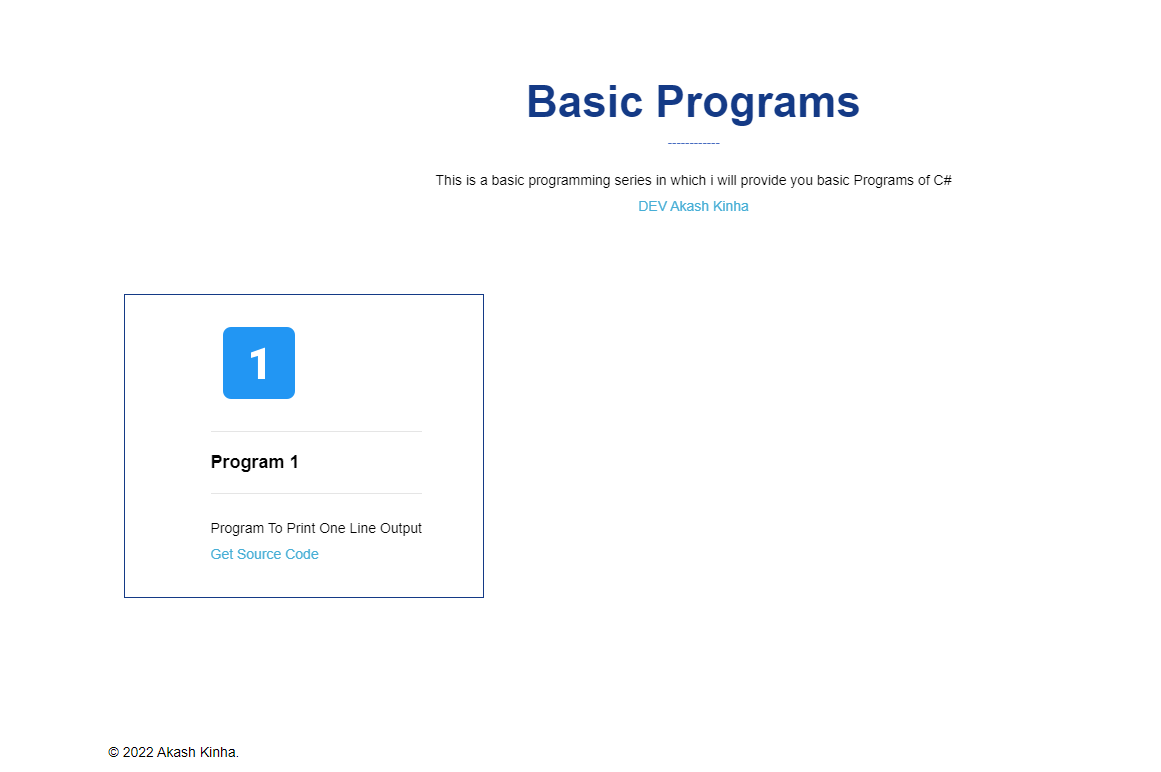 Basic Programs
------------
This is a basic programming series in which i will provide you basic Programs of C#
DEV Akash Kinha
1
Program 1
Program To Print One Line Output
Get Source Code
© 2022 Akash Kinha.